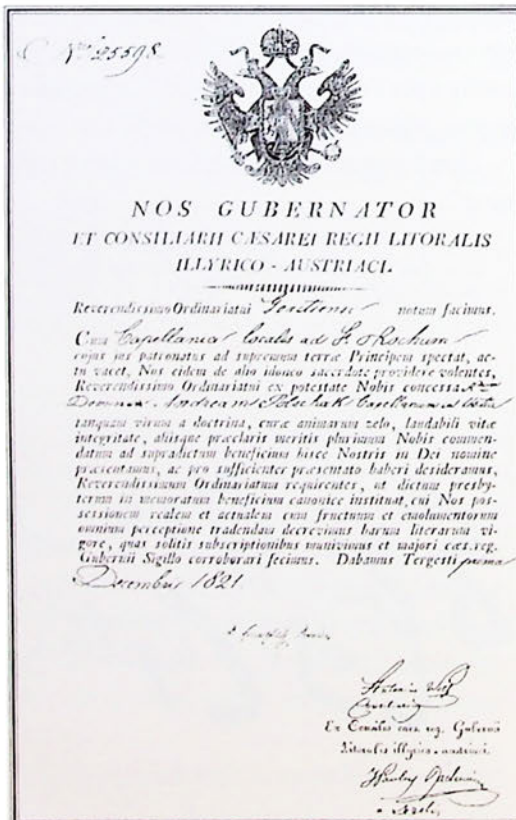 Nro 25598
NOS GUBERNATOR
ET CONSILIARII CÆSAREI REGII LITORALIS
ILLYRICO - AUSTRIACI.
Reverendissimo Ordinariatui Goritiensi notum facimus.
Cum Capellania localis ad S. Rochum
cujus jus patronatus ad supremum terræ Principem spectat, ac-
tu vacet, Nos eidem de alio idoneo sacerdote providere volentes,
Reverendissimo Ordinariatui ex potestate Nobis concessa
Dominum Andream Capellanum
tanquam virum a doctrina, curæ animarum zelo, laudabili vitæ
integritate, aliisque præclaris meritis plurimum Nobis commen-
datum ad supradictum beneficium hisce Nostris in Dei nomine
præsentamus, ac pro sufficienter præsentato haberi desideramus,
Reverendissimum Ordinariatum requirentes, ut dictum presby-
terum in memoratum beneficium canonice instituat, cui Nos pos-
sessionem realem et actualem cum fructuum et emolumentorum
omnium perceptione tradendam decrevimus harum literarum vi-
gore, quas solitis subscriptionibus munivimus et majori cæs. reg.
Gubernii Sigillo corroborari fecimus. Dabamus Tergesti prima
Decembris 1821
Antonius
Ex Consilio cæs. reg. Gubernii
Litoralis illyrico-austriaci.